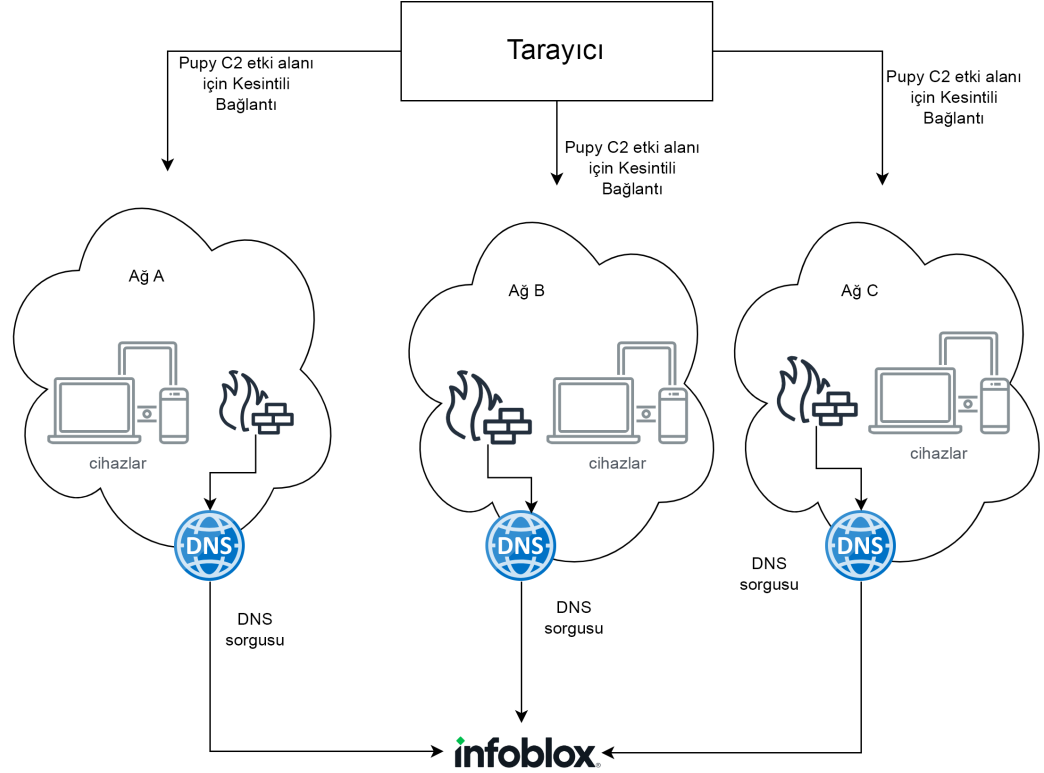 Tarayıcı
Pupy C2 etki alanı
için Kesintili
Bağlantı
Pupy C2 etki alanı
için Kesintili
Bağlantı
Pupy C2 etki alanı
için Kesintili
Bağlantı
Ağ A
Ağ B
Ağ C
cihazlar
cihazlar
cihazlar
DNS
DNS
DNS
DNS
sorgusu
DNS
sorgusu
DNS
sorgusu
infoblox